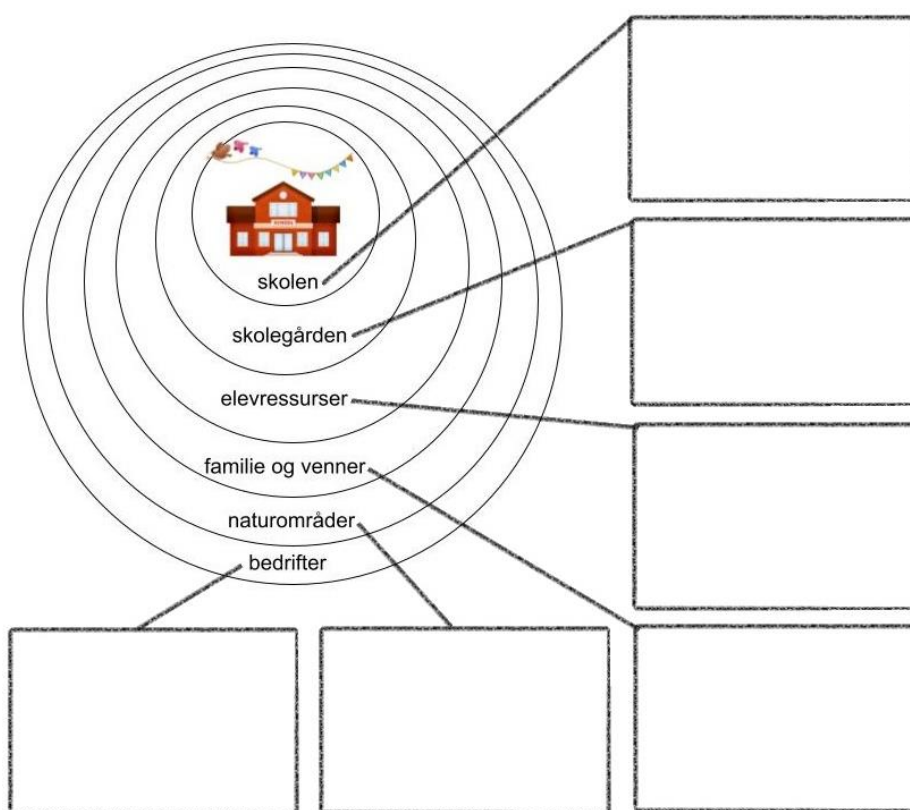 skolen
skolegården
elevressurser
familie og venner
naturområder
bedrifter